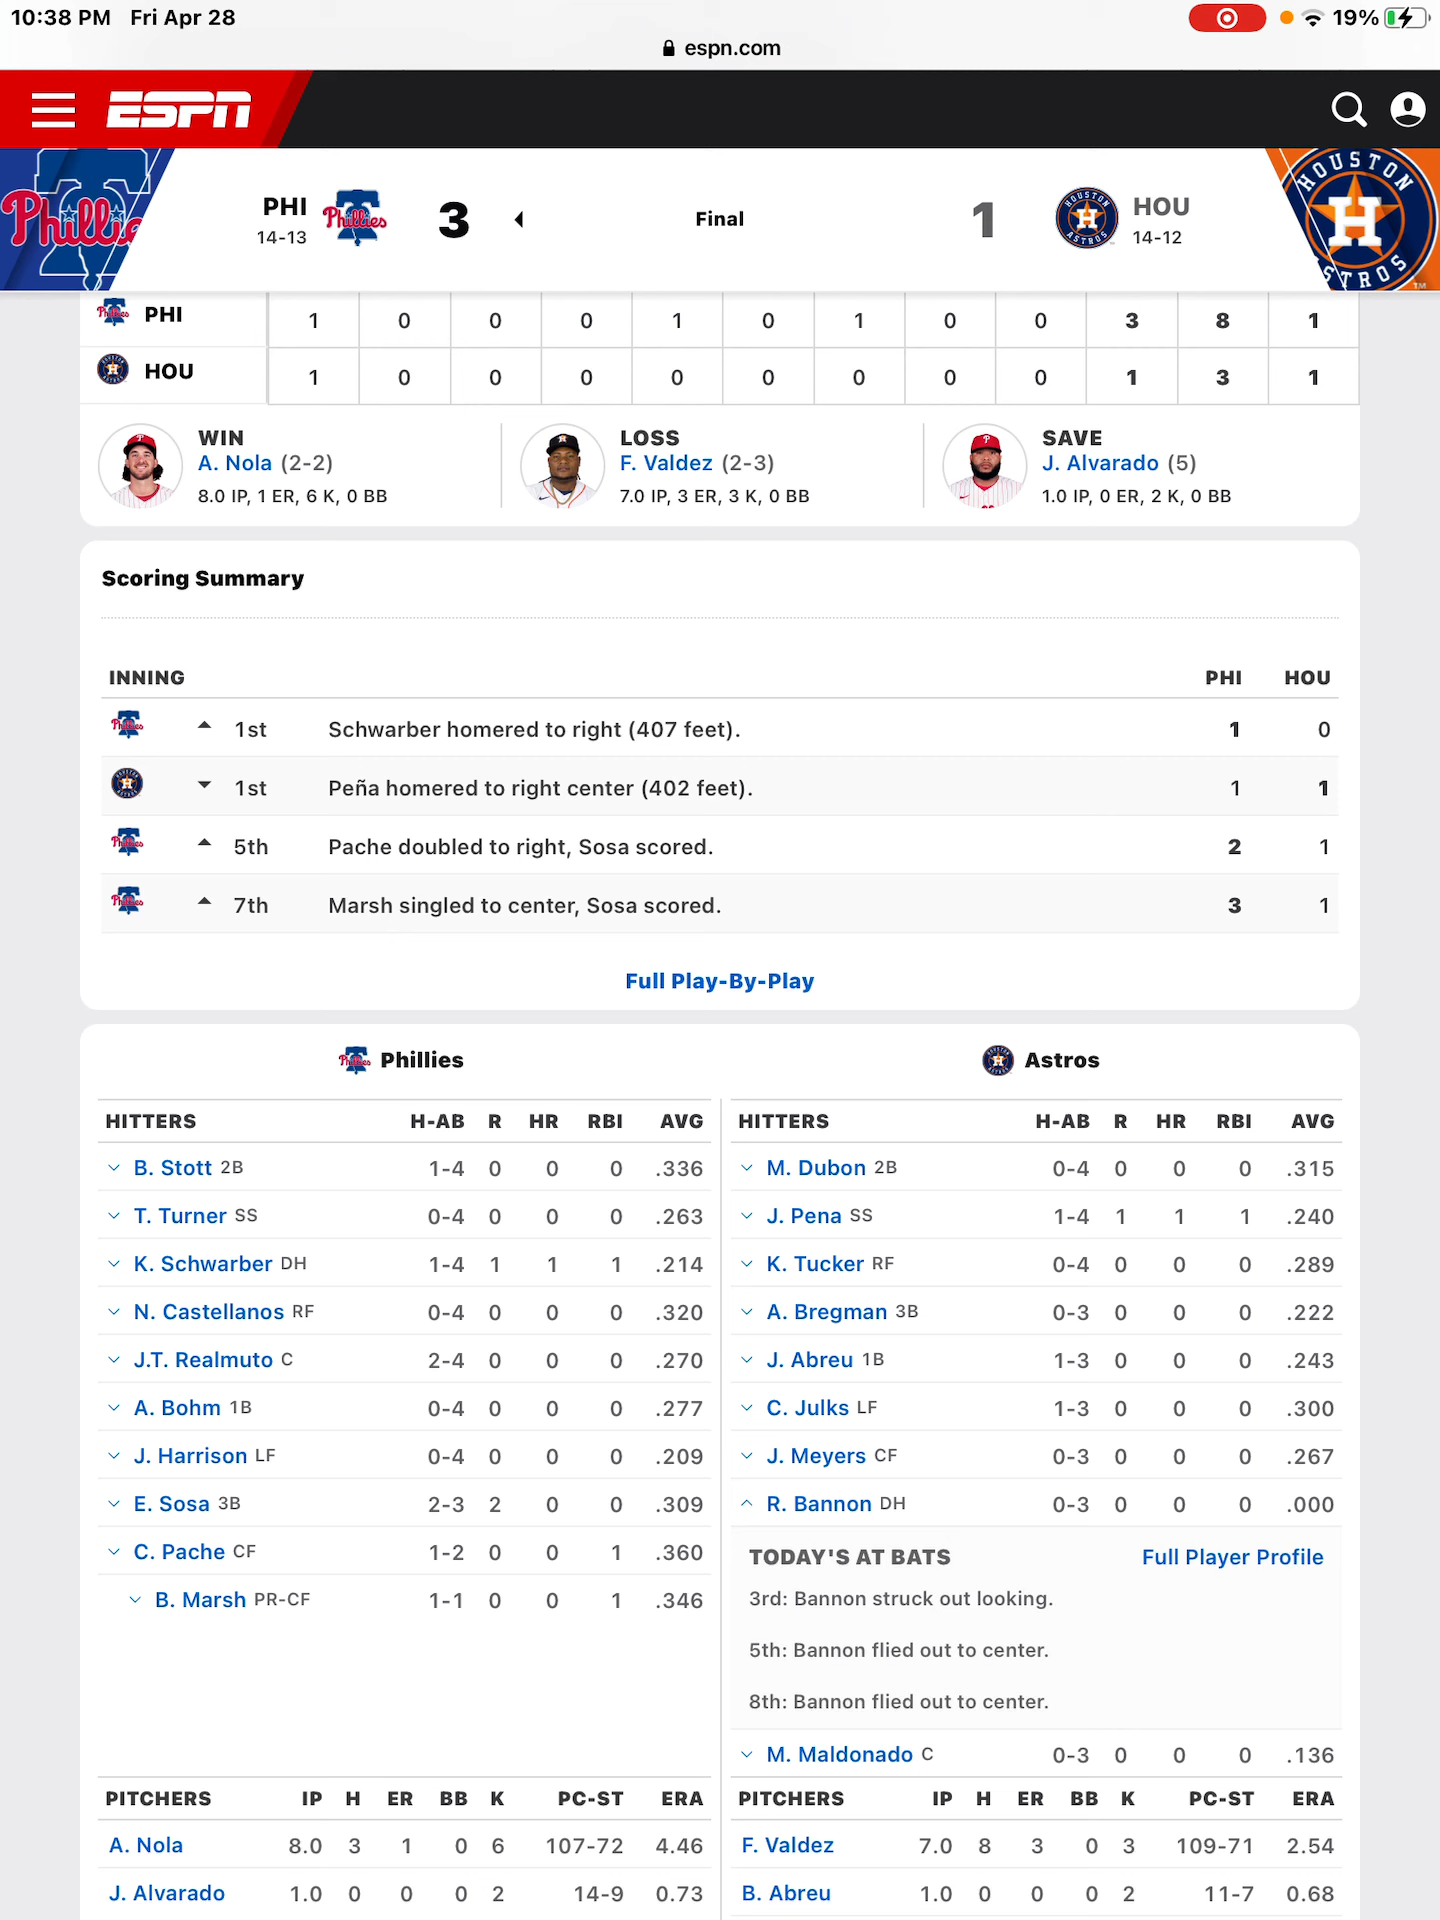 10:38 PM Fri Apr 28
19%
espn.com
ESPN
Phillies
PHI
14-13
Phillies
3
Final
1
HOUSTON
ASTROS
HOU
14-12
HOUSTON
ASTROS
TM
PHI 1 0 0 0 1 0 1 0 0 3 8 1
HOU 1 0 0 0 0 0 0 0 0 1 3 1
WIN
A. Nola (2-2)
8.0 IP, 1 ER, 6 K, 0 BB
LOSS
F. Valdez (2-3)
7.0 IP, 3 ER, 3 K, 0 BB
SAVE
J. Alvarado (5)
1.0 IP, 0 ER, 2 K, 0 BB
Scoring Summary
INNING PHI HOU
1st Schwarber homered to right (407 feet). 1 0
1st Peña homered to right center (402 feet). 1 1
5th Pache doubled to right, Sosa scored. 2 1
7th Marsh singled to center, Sosa scored. 3 1
Full Play-By-Play
Phillies
HITTERS H-AB R HR RBI AVG
B. Stott 2B 1-4 0 0 0 .336
T. Turner SS 0-4 0 0 0 .263
K. Schwarber DH 1-4 1 1 1 .214
N. Castellanos RF 0-4 0 0 0 .320
J.T. Realmuto C 2-4 0 0 0 .270
A. Bohm 1B 0-4 0 0 0 .277
J. Harrison LF 0-4 0 0 0 .209
E. Sosa 3B 2-3 2 0 0 .309
C. Pache CF 1-2 0 0 1 .360
B. Marsh PR-CF 1-1 0 0 1 .346
PITCHERS IP H ER BB K PC-ST ERA
A. Nola 8.0 3 1 0 6 107-72 4.46
J. Alvarado 1.0 0 0 0 2 14-9 0.73
Astros
HITTERS H-AB R HR RBI AVG
M. Dubon 2B 0-4 0 0 0 .315
J. Pena SS 1-4 1 1 1 .240
K. Tucker RF 0-4 0 0 0 .289
A. Bregman 3B 0-3 0 0 0 .222
J. Abreu 1B 1-3 0 0 0 .243
C. Julks LF 1-3 0 0 0 .300
J. Meyers CF 0-3 0 0 0 .267
R. Bannon DH 0-3 0 0 0 .000
TODAY'S AT BATS Full Player Profile
3rd: Bannon struck out looking.
5th: Bannon flied out to center.
8th: Bannon flied out to center.
M. Maldonado C 0-3 0 0 0 .136
PITCHERS IP H ER BB K PC-ST ERA
F. Valdez 7.0 8 3 0 3 109-71 2.54
B. Abreu 1.0 0 0 0 2 11-7 0.68